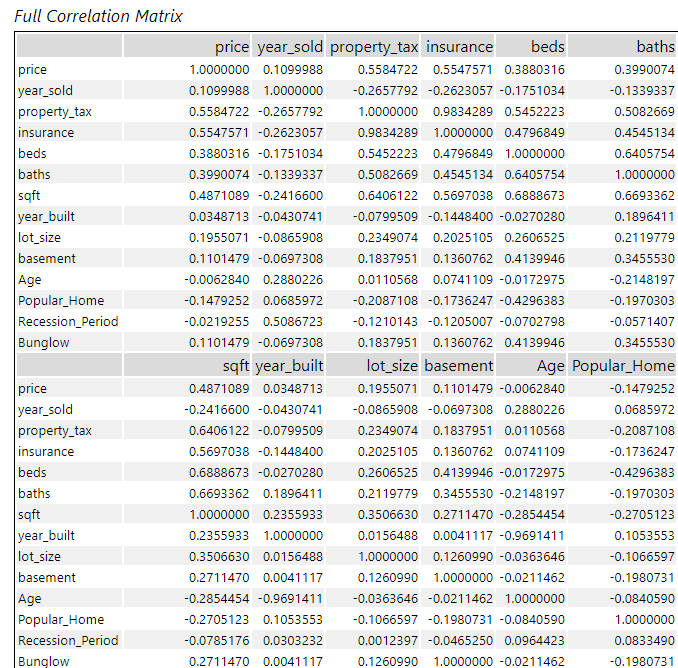 Full Correlation Matrix
price year_sold property_tax insurance beds baths
price 1.0000000 0.1099988 0.5584722 0.5547571 0.3880316 0.3990074
year_sold 0.1099988 1.0000000 -0.2657792 -0.2623057 -0.1751034 -0.1339337
property_tax 0.5584722 -0.2657792 1.0000000 0.9834289 0.5452223 0.5082669
insurance 0.5547571 -0.2623057 0.9834289 1.0000000 0.4796849 0.4545134
beds 0.3880316 -0.1751034 0.5452223 0.4796849 1.0000000 0.6405754
baths 0.3990074 -0.1339337 0.5082669 0.4545134 0.6405754 1.0000000
sqft 0.4871089 -0.2416600 0.6406122 0.5697038 0.6888673 0.6693362
year_built 0.0348713 -0.0430741 -0.0799509 -0.1448400 -0.0270280 0.1896411
lot_size 0.1955071 -0.0865908 0.2349074 0.2025105 0.2606525 0.2119779
basement 0.1101479 -0.0697308 0.1837951 0.1360762 0.4139946 0.3455530
Age -0.0062840 0.2880226 0.0110568 0.0741109 -0.0172975 -0.2148197
Popular_Home -0.1479252 0.0685972 -0.2087108 -0.1736247 -0.4296383 -0.1970303
Recession_Period -0.0219255 0.5086723 -0.1210143 -0.1205007 -0.0702798 -0.0571407
Bunglow 0.1101479 -0.0697308 0.1837951 0.1360762 0.4139946 0.3455530
sqft year_built lot_size basement Age Popular_Home
price 0.4871089 0.0348713 0.1955071 0.1101479 -0.0062840 -0.1479252
year_sold -0.2416600 -0.0430741 -0.0865908 -0.0697308 0.2880226 0.0685972
property_tax 0.6406122 -0.0799509 0.2349074 0.1837951 0.0110568 -0.2087108
insurance 0.5697038 -0.1448400 0.2025105 0.1360762 0.0741109 -0.1736247
beds 0.6888673 -0.0270280 0.2606525 0.4139946 -0.0172975 -0.4296383
baths 0.6693362 0.1896411 0.2119779 0.3455530 -0.2148197 -0.1970303
sqft 1.0000000 0.2355933 0.3506630 0.2711470 -0.2854454 -0.2705123
year_built 0.2355933 1.0000000 0.0156488 0.0041117 -0.9691411 0.1053553
lot_size 0.3506630 0.0156488 1.0000000 0.1260990 -0.0363646 -0.1066597
basement 0.2711470 0.0041117 0.1260990 1.0000000 -0.0211462 -0.1980731
Age -0.2854454 -0.9691411 -0.0363646 -0.0211462 1.0000000 -0.0840590
Popular_Home -0.2705123 0.1053553 -0.1066597 -0.1980731 -0.0840590 1.0000000
Recession_Period -0.0785176 0.0303232 0.0012397 -0.0465250 0.0964423 0.0833490
Bunglow 0.2711470 0.0041117 0.1260990 1.0000000 -0.0211462 -0.1980731